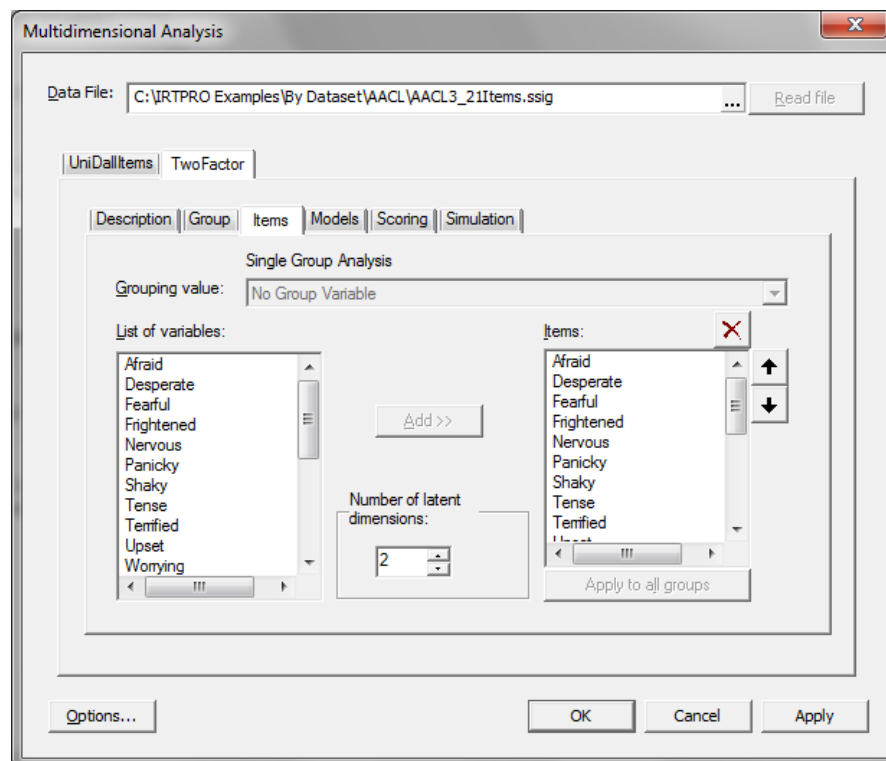 Multidimensional Analysis
Data File: C:\IRTPRO Examples\By Dataset\AACL\AACL3_21Items.ssig ... Read file
UniDallItems TwoFactor
Description Group Items Models Scoring Simulation
Single Group Analysis
Grouping value: No Group Variable
List of variables:
Afraid
Desperate
Fearful
Frightened
Nervous
Panicky
Shaky
Tense
Terrified
Upset
Worrying
Add >>
Number of latent
dimensions:
2
Items:
Afraid
Desperate
Fearful
Frightened
Nervous
Panicky
Shaky
Tense
Terrified
Upset
Apply to all groups
Options... OK Cancel Apply